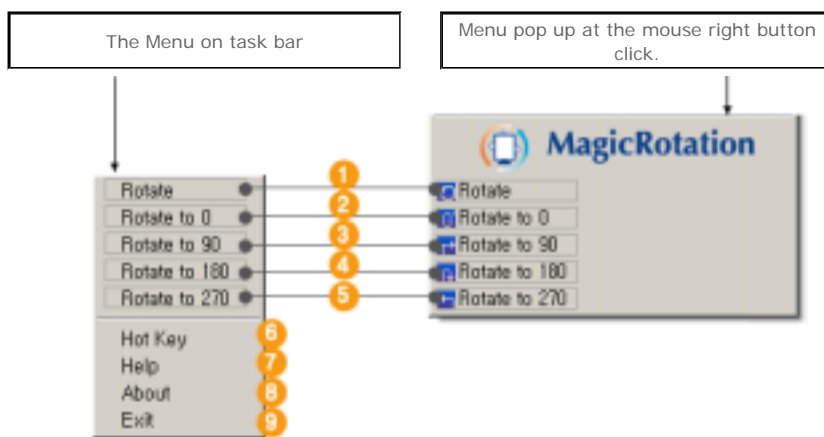 The Menu on task bar
Menu pop up at the mouse right button
click.
MagicRotation
1
2
3
4
5
6
7
8
9
Rotate
Rotate to 0
Rotate to 90
Rotate to 180
Rotate to 270
Hot Key
Help
About
Exit
Rotate
Rotate to 0
Rotate to 90
Rotate to 180
Rotate to 270